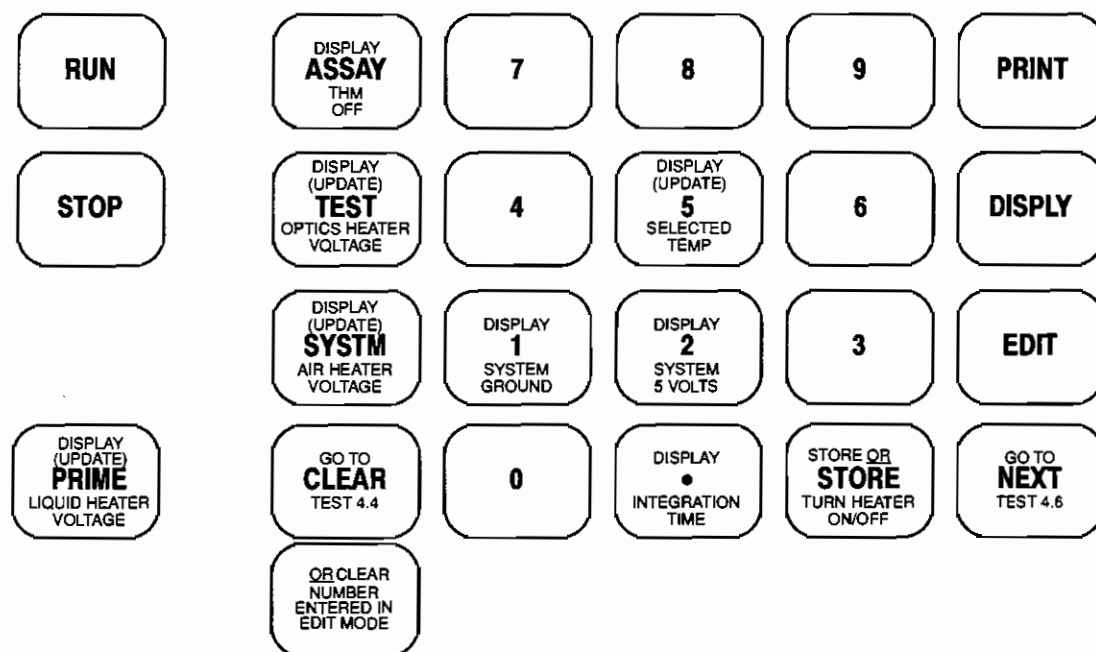 RUN
DISPLAY
ASSAY
THM
OFF
7
8
9
PRINT
STOP
DISPLAY
(UPDATE)
TEST
OPTICS HEATER
VOLTAGE
4
DISPLAY
(UPDATE)
5
SELECTED
TEMP
6
DISPLY
DISPLAY
(UPDATE)
SYSTM
AIR HEATER
VOLTAGE
DISPLAY
1
SYSTEM
GROUND
DISPLAY
2
SYSTEM
5 VOLTS
3
EDIT
DISPLAY
(UPDATE)
PRIME
LIQUID HEATER
VOLTAGE
GO TO
CLEAR
TEST 4.4
0
DISPLAY
•
INTEGRATION
TIME
STORE OR
STORE
TURN HEATER
ON/OFF
GO TO
NEXT
TEST 4.6
OR CLEAR
NUMBER
ENTERED IN
EDIT MODE